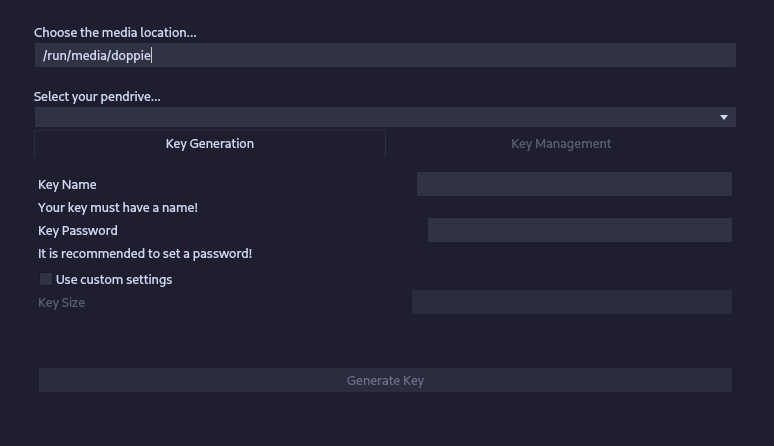 Choose the media location...
/run/media/doppie
Select your pendrive...
Key Generation
Key Management
Key Name
Your key must have a name!
Key Password
It is recommended to set a password!
Use custom settings
Key Size
Generate Key